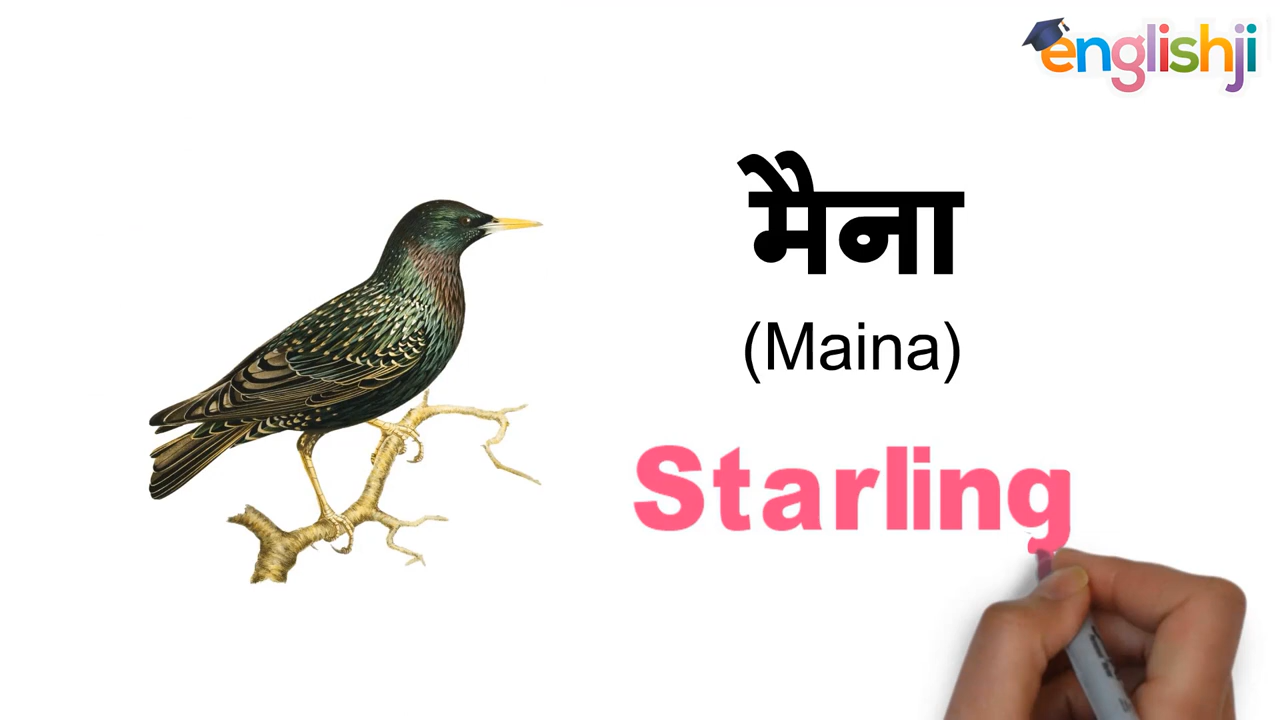 englishji
मैना
(Maina)
Starling